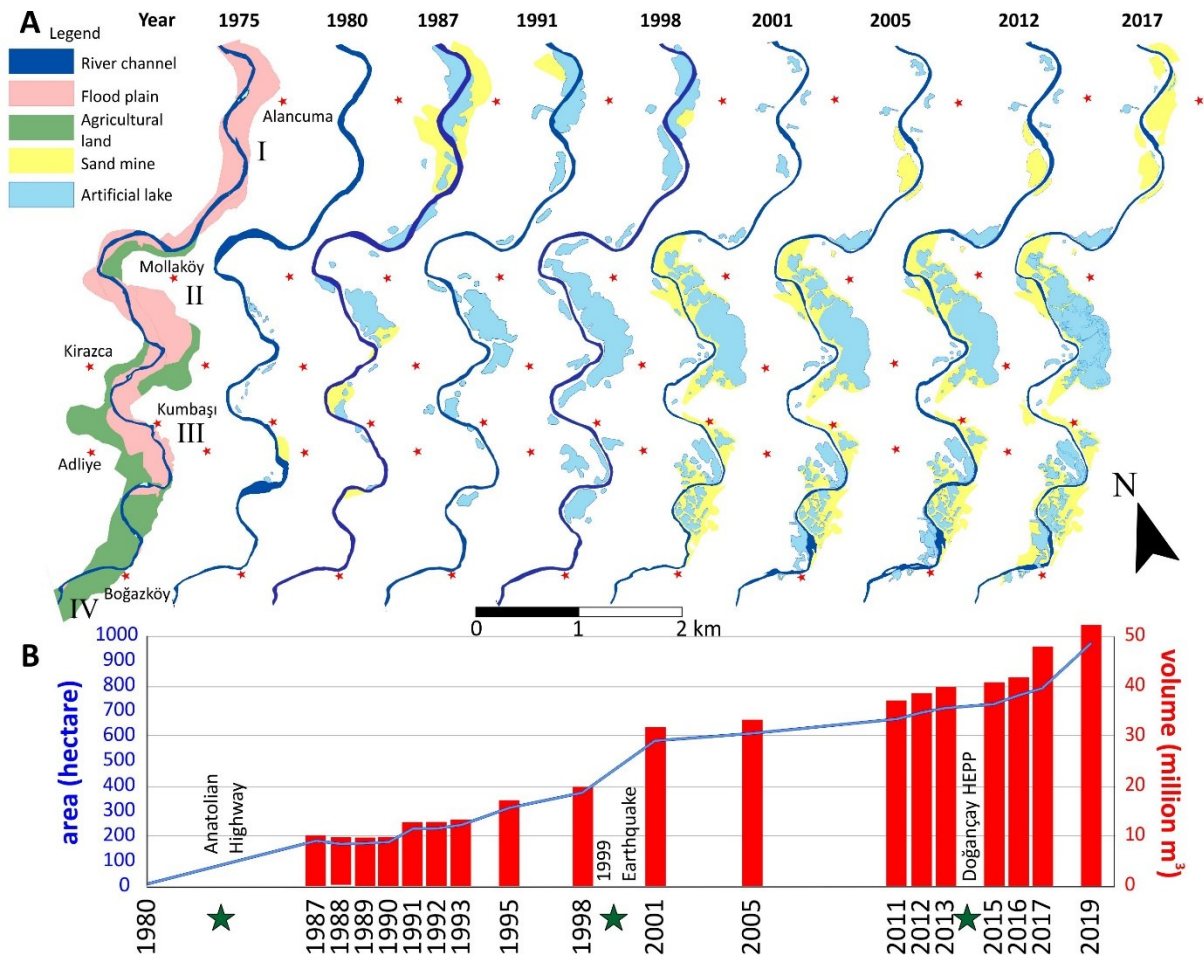 A
Year 1975 1980 1987 1991 1998 2001 2005 2012 2017
Legend
River channel
Flood plain
Agricultural
land
Sand mine
Artificial lake
Alancuma
I
Mollaköy
II
Kirazca
Kumbaşı
III
Adliye
N
Boğazköy
IV
0 1 2 km
B
area (hectare)
1000
900
800
700
600
500
400
300
200
100
0
Anatolian
Highway
1999
Earthquake
Doğançay HEPP
50
40
30
20
10
0
volume (million m³)
1980 1987 1988 1989 1990 1991 1992 1993 1995 1998 2001 2005 2011 2012 2013 2015 2016 2017 2019